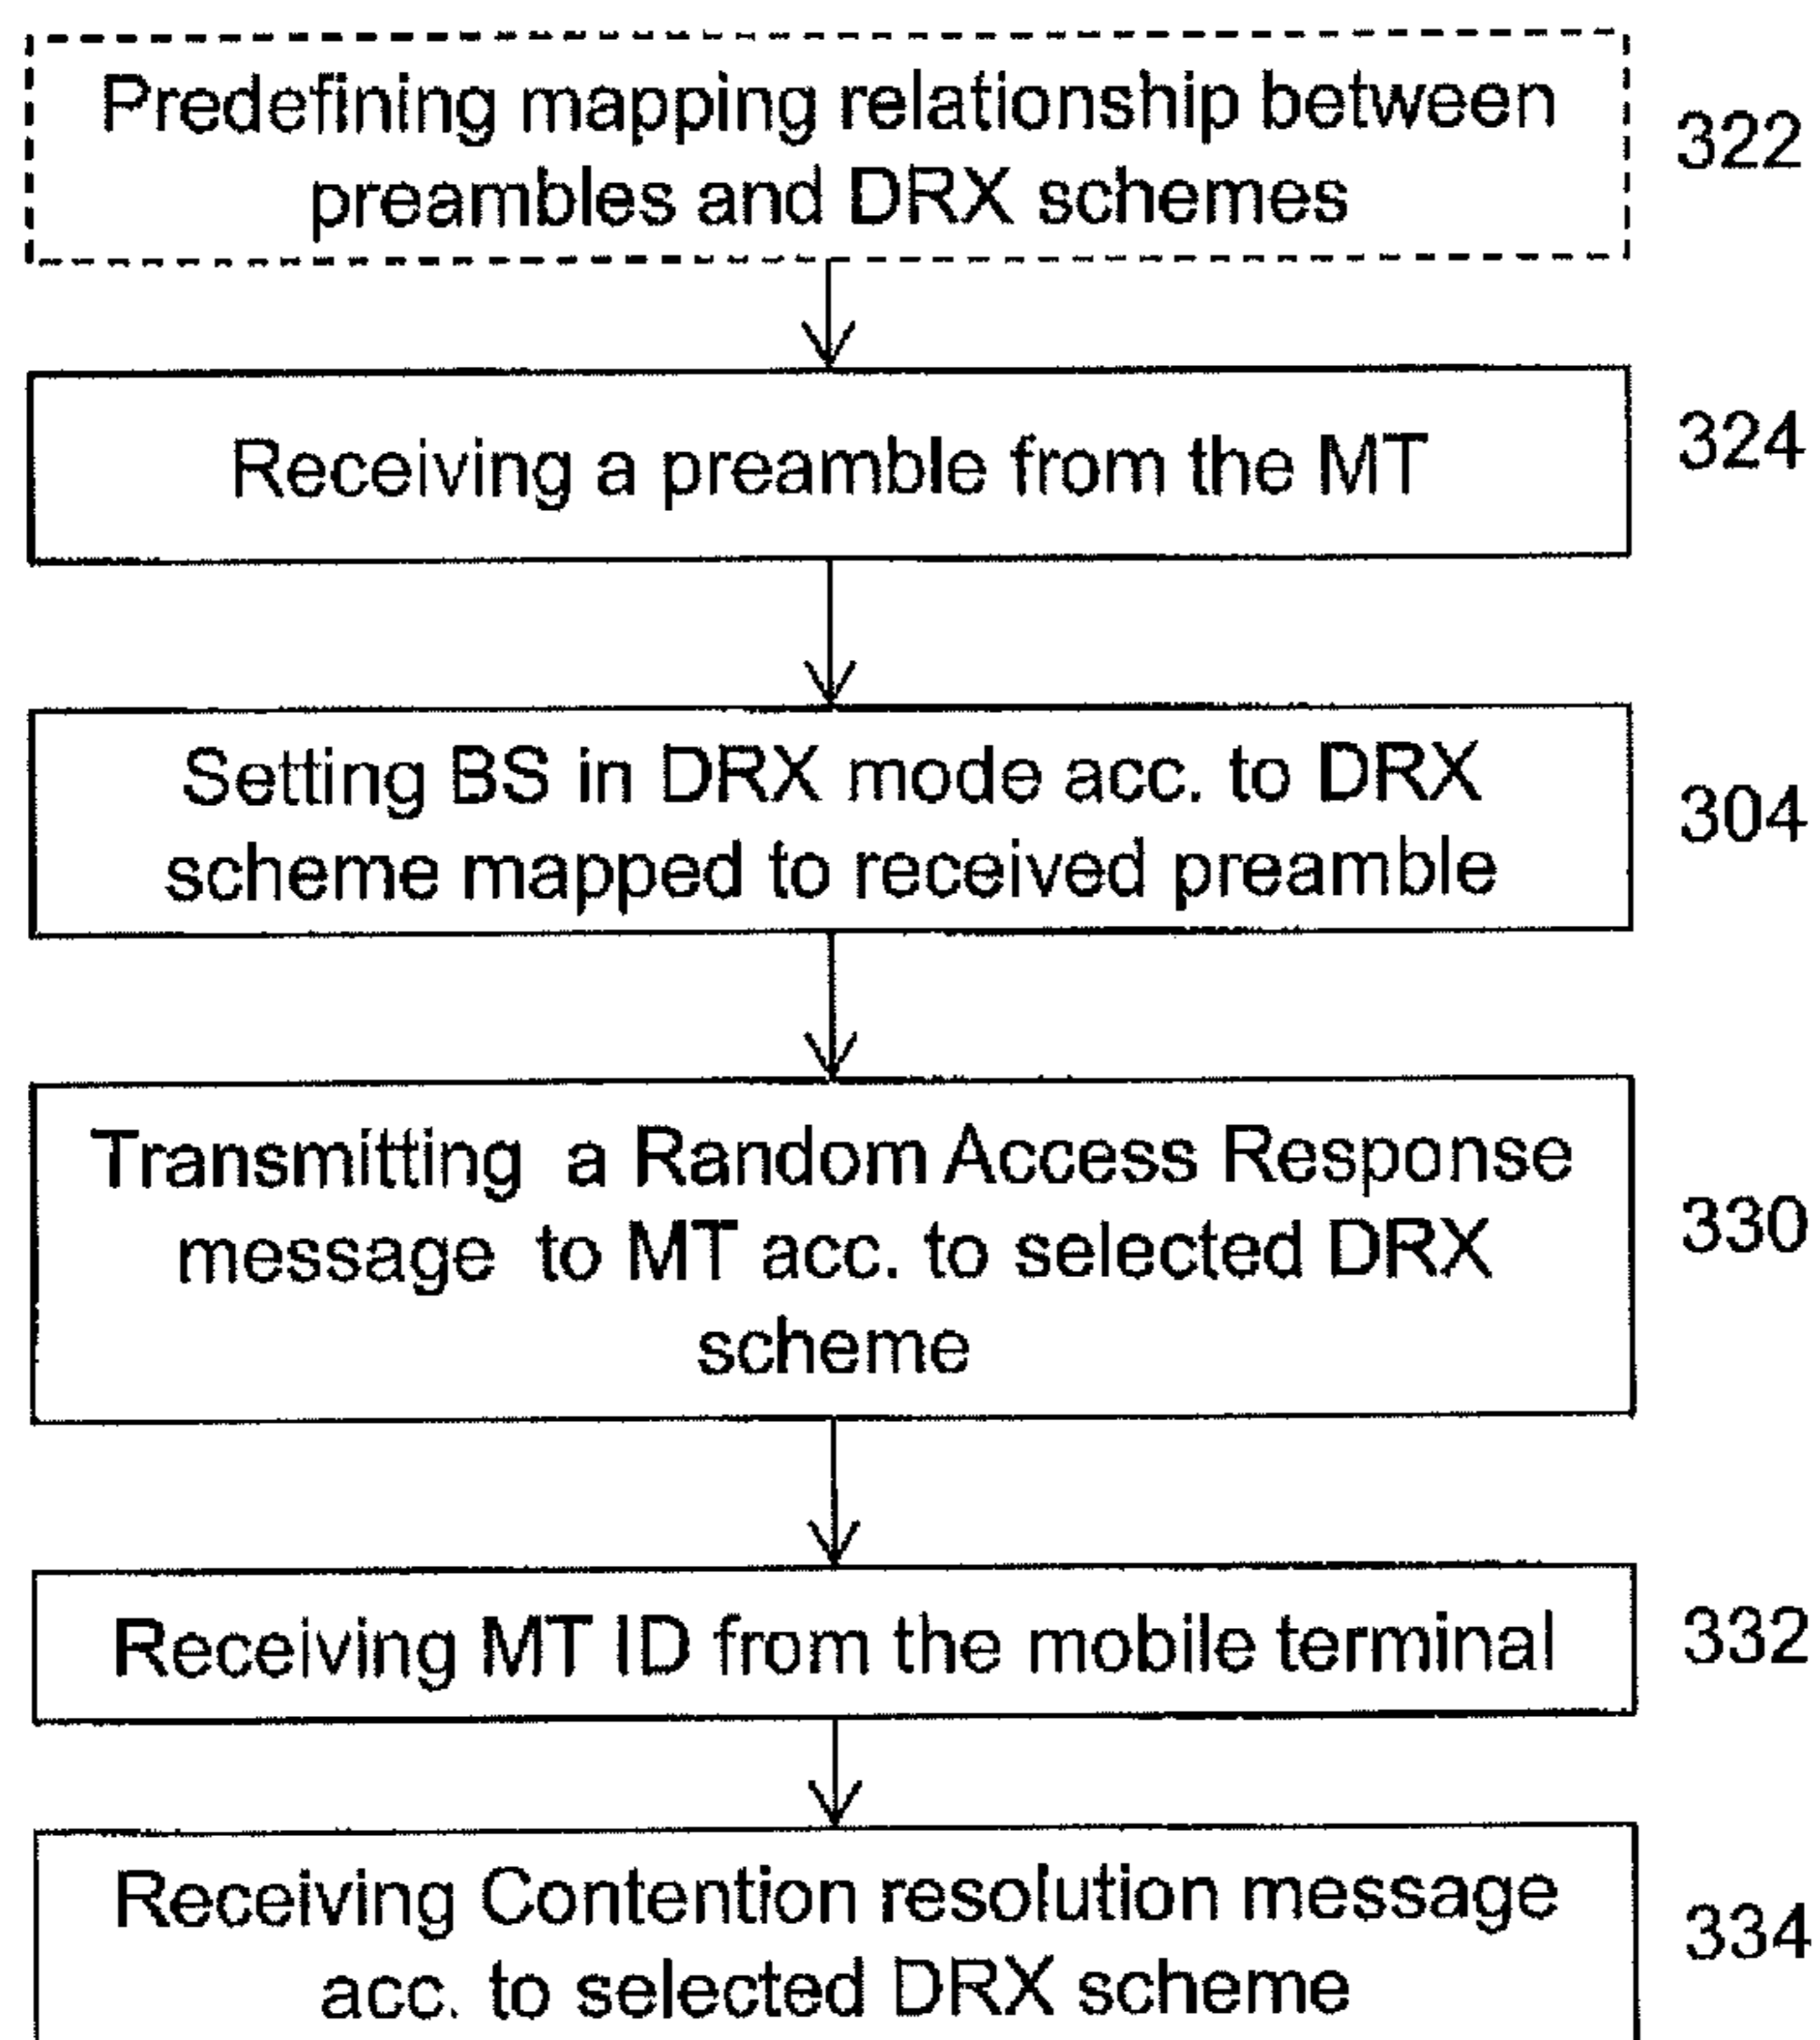 Predefining mapping relationship between
preambles and DRX schemes
322
Receiving a preamble from the MT
324
Setting BS in DRX mode acc. to DRX
scheme mapped to received preamble
304
Transmitting a Random Access Response
message to MT acc. to selected DRX
scheme
330
Receiving MT ID from the mobile terminal
332
Receiving Contention resolution message
acc. to selected DRX scheme
334